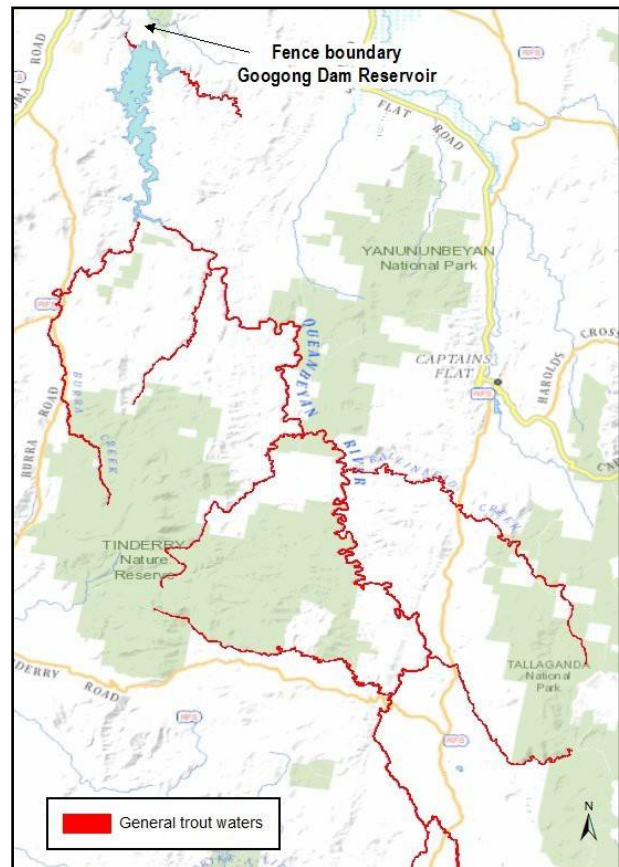 Fence boundary
Googong Dam Reservoir
OMA ROAD
FLAT ROAD
YANUNUNBEYAN
National Park
QUEANBEYAN
RIVER
CAPTAINS
FLAT
HAROLDS
CROSS
BURRA ROAD
BURRA
CREEK
CREEK
TINDERRY
Nature
Reserve
TALLAGANDA
National
Park
DERRY
ROAD
General trout waters
N